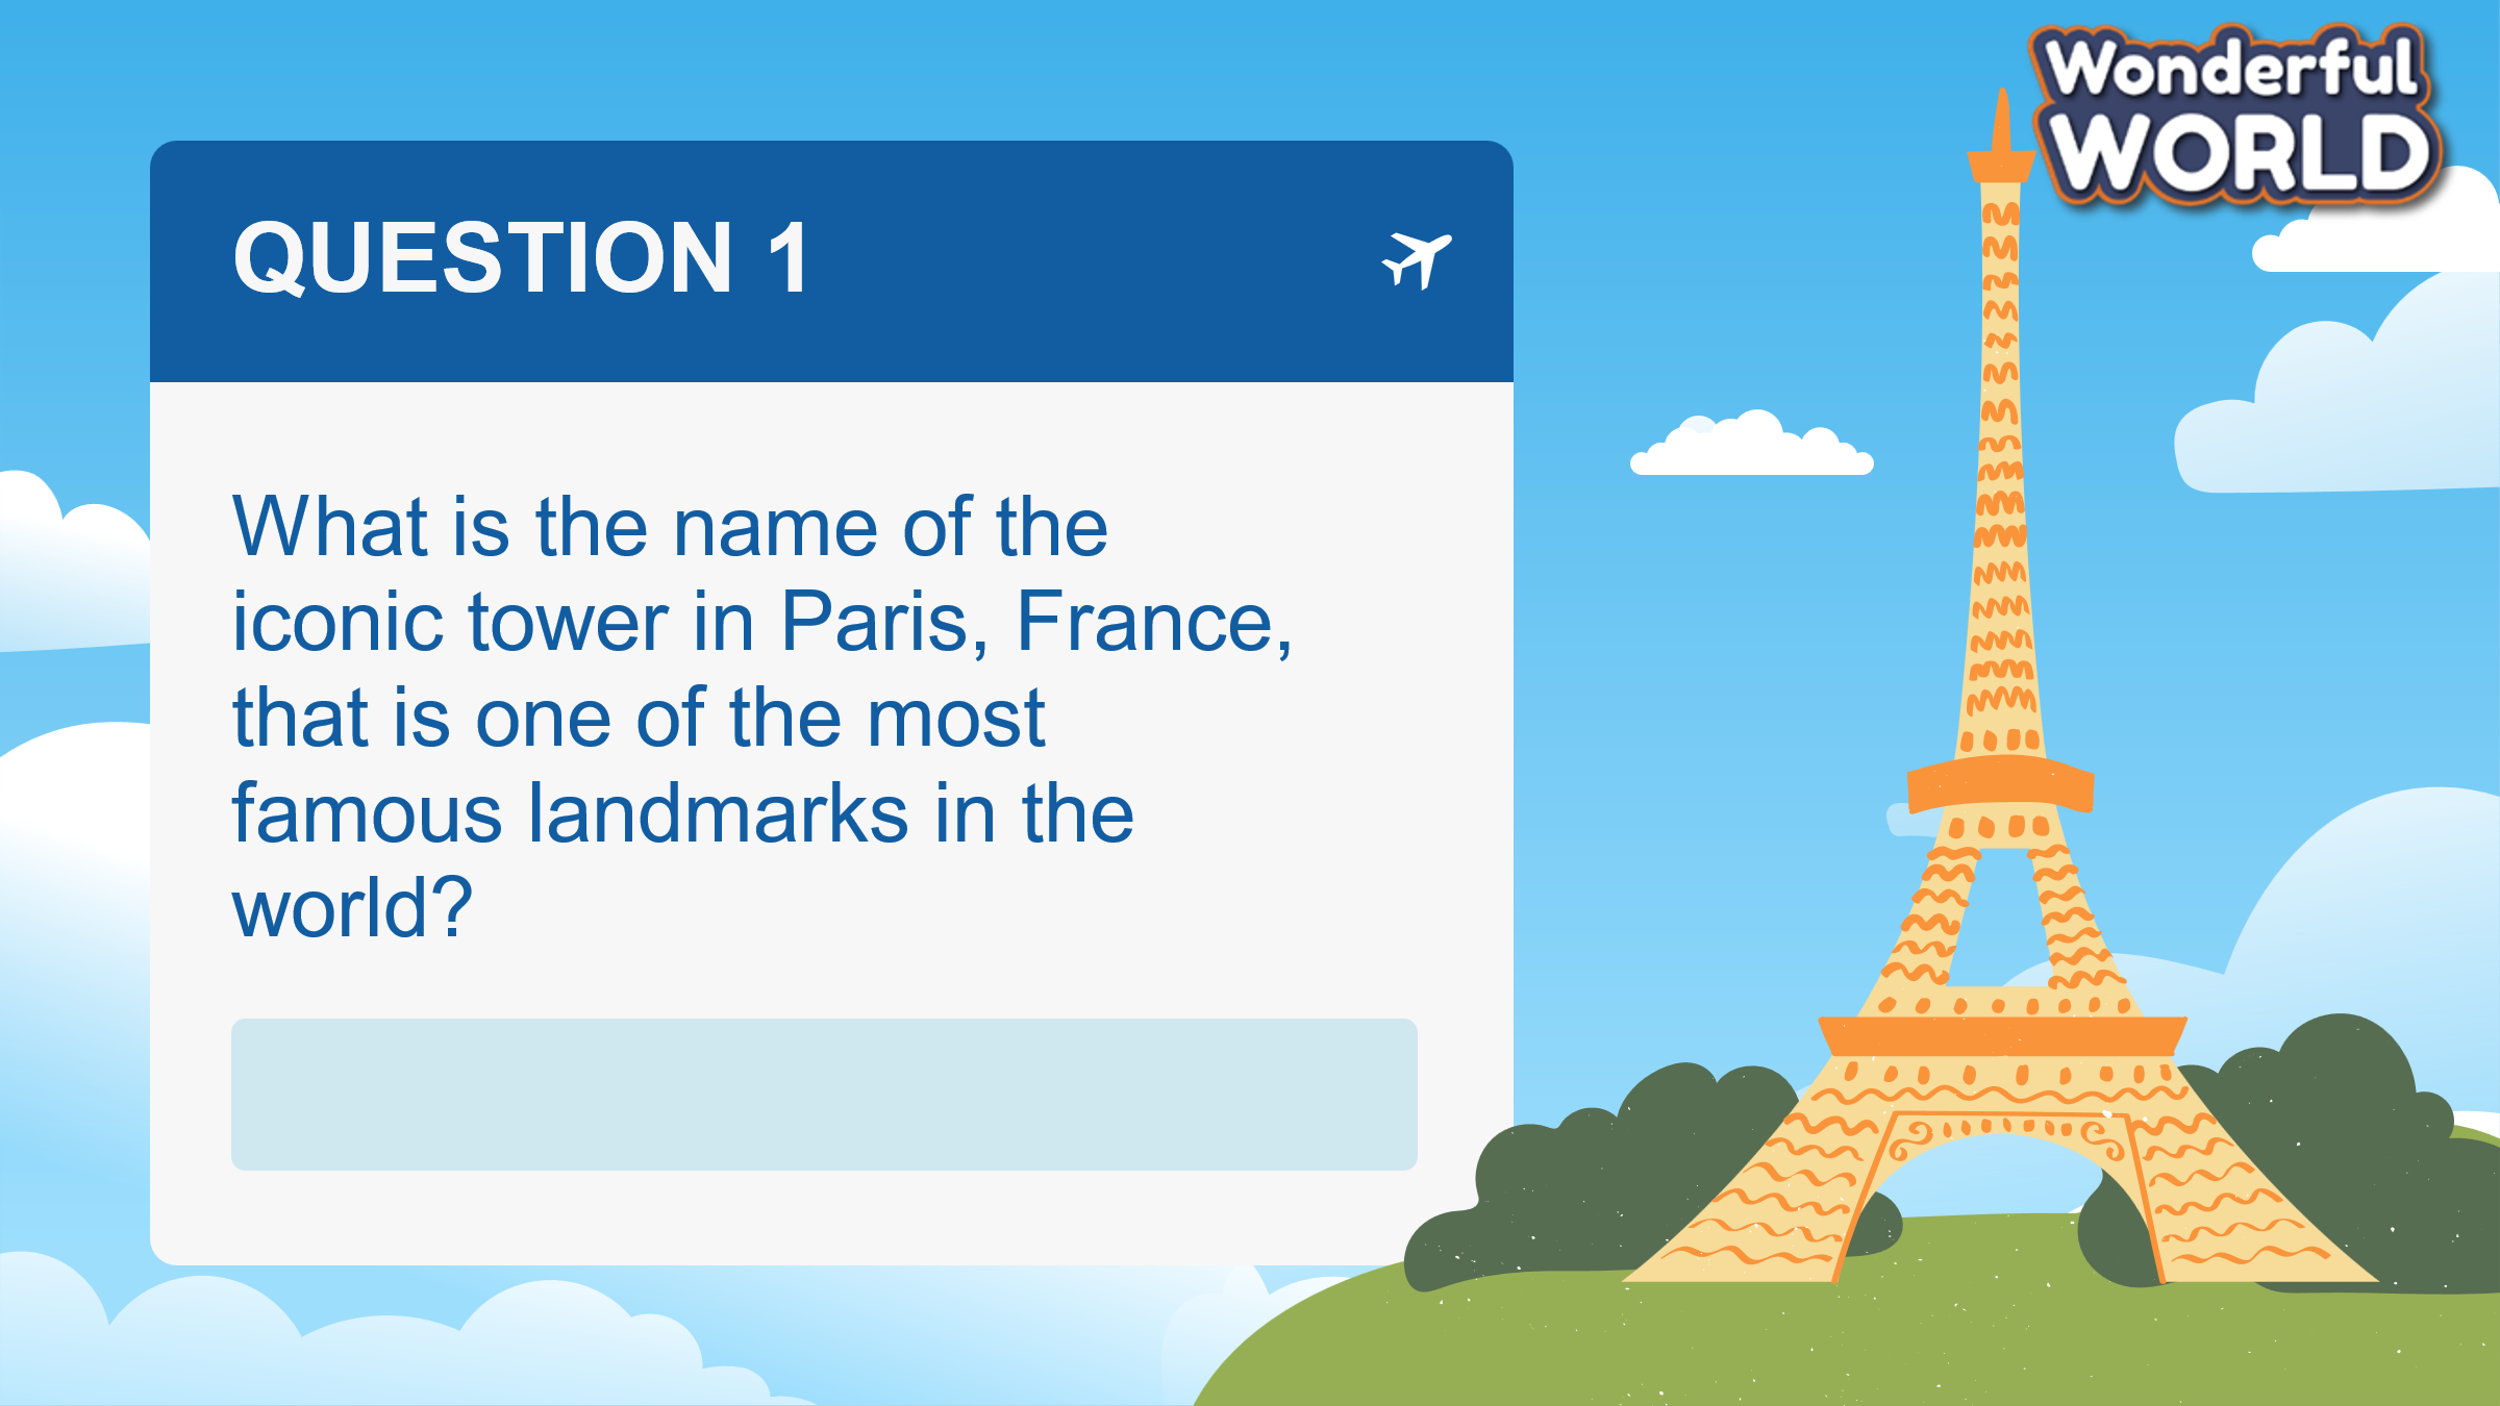 Wonderful
WORLD
QUESTION 1
What is the name of the
iconic tower in Paris, France,
that is one of the most
famous landmarks in the
world?